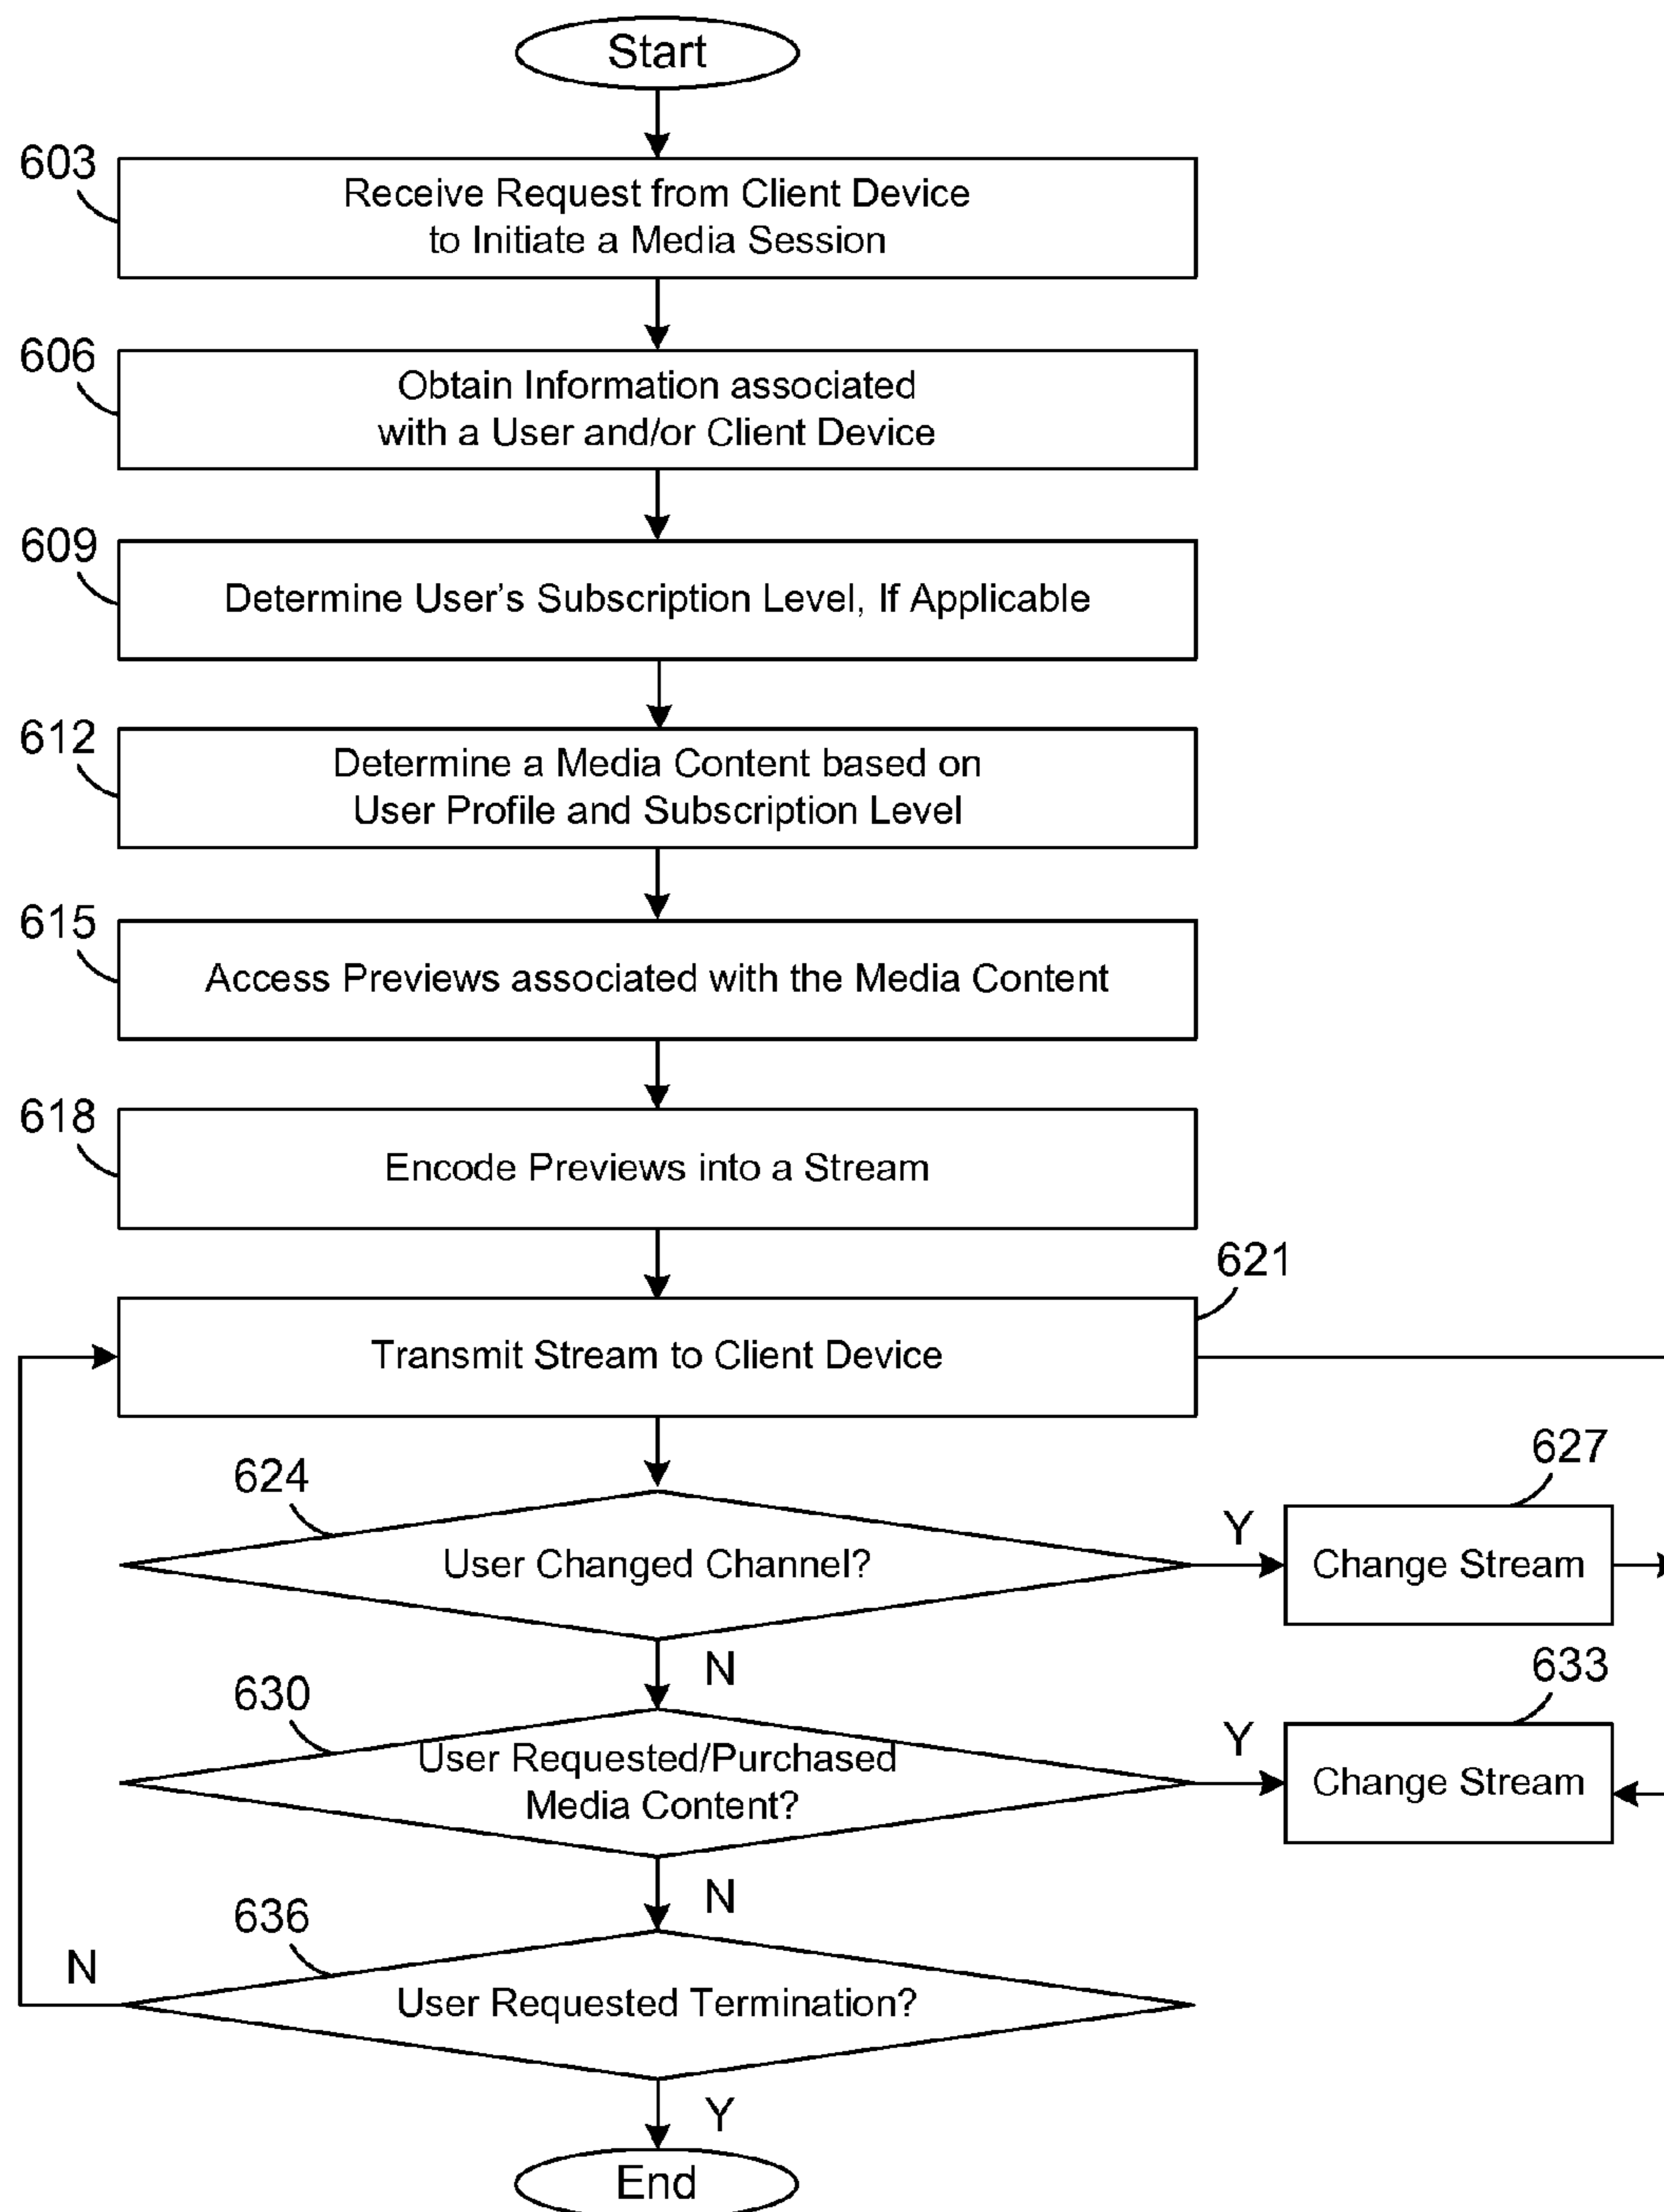 Start
603
Receive Request from Client Device
to Initiate a Media Session
606
Obtain Information associated
with a User and/or Client Device
609
Determine User’s Subscription Level, If Applicable
612
Determine a Media Content based on
User Profile and Subscription Level
615
Access Previews associated with the Media Content
618
Encode Previews into a Stream
621
Transmit Stream to Client Device
624
User Changed Channel?
Y
627
Change Stream
N
630
User Requested/Purchased
Media Content?
Y
633
Change Stream
N
636
User Requested Termination?
N
Y
End